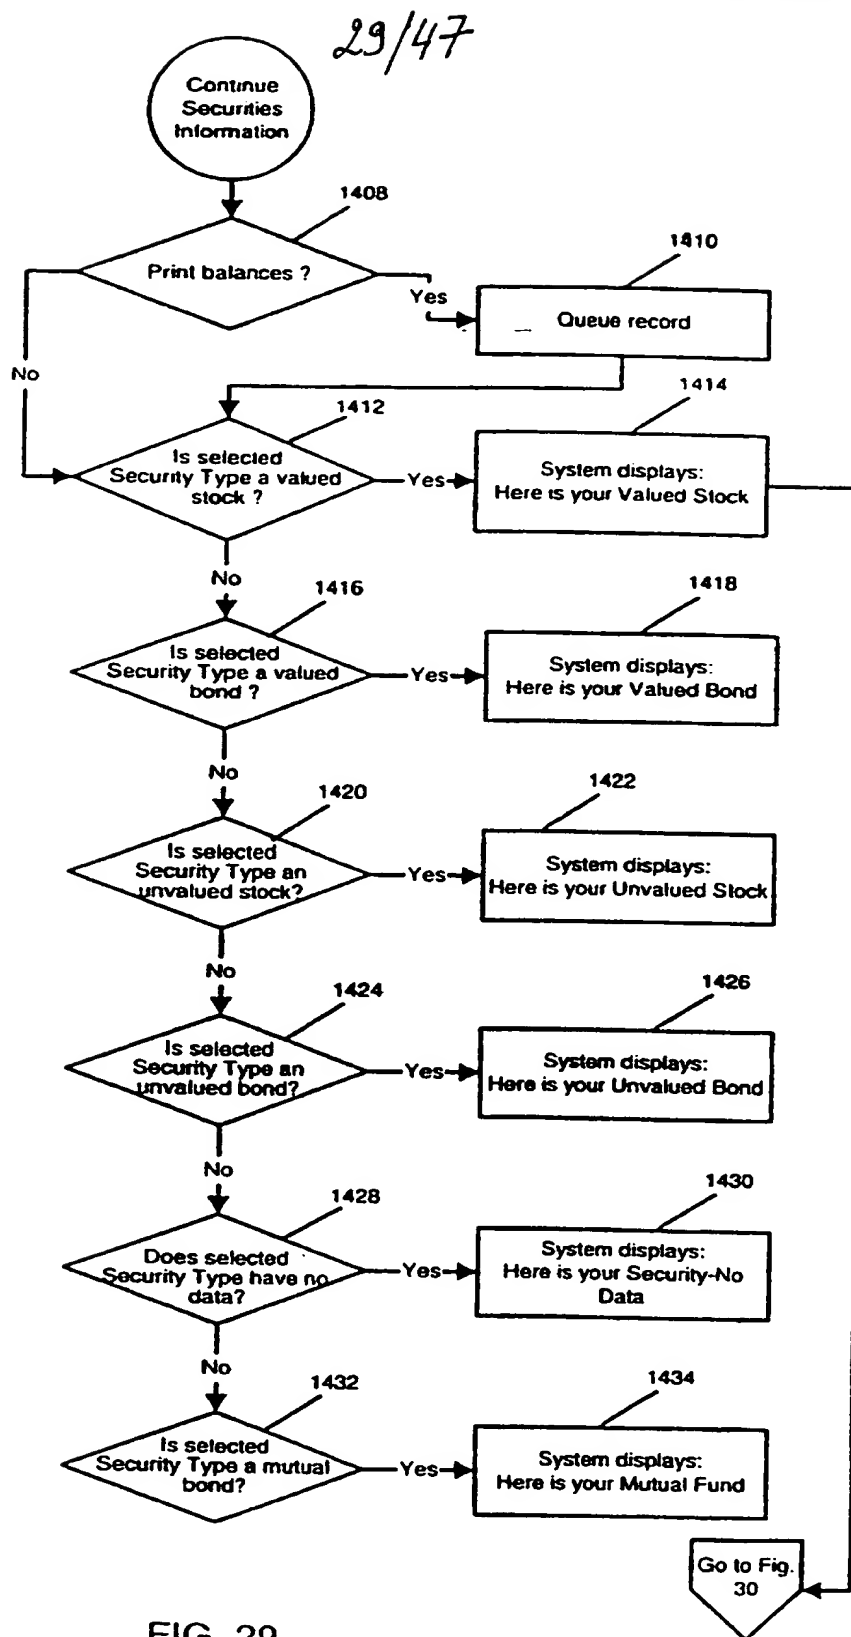 29/47
Continue
Securities
Information
1408
Print balances ?
Yes
1410
Queue record
No
1412
Is selected
Security Type a valued
stock ?
Yes
1414
System displays:
Here is your Valued Stock
No
1416
Is selected
Security Type a valued
bond ?
Yes
1418
System displays:
Here is your Valued Bond
No
1420
Is selected
Security Type an
unvalued stock?
Yes
1422
System displays:
Here is your Unvalued Stock
No
1424
Is selected
Security Type an
unvalued bond?
Yes
1426
System displays:
Here is your Unvalued Bond
No
1428
Does selected
Security Type have no
data?
Yes
1430
System displays:
Here is your Security-No
Data
No
1432
Is selected
Security Type a mutual
bond?
Yes
1434
System displays:
Here is your Mutual Fund
Go to Fig.
30
FIG. 29